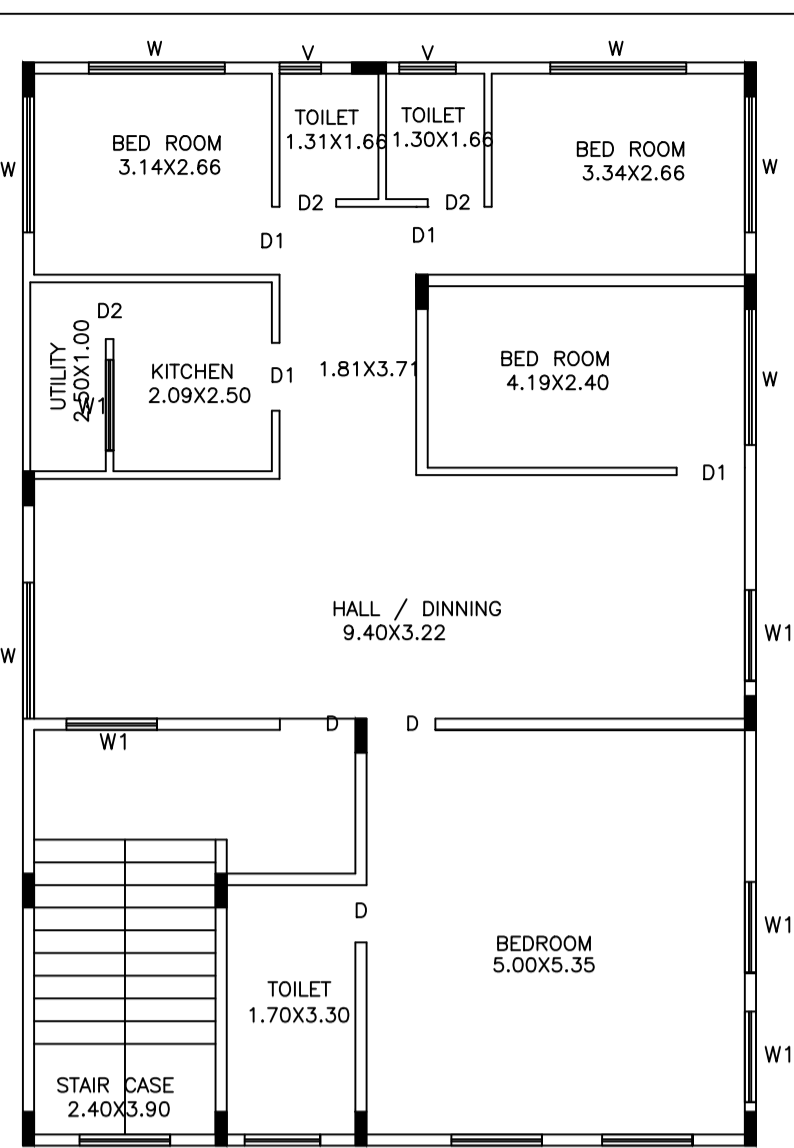 W
V
V
W
BED ROOM
3.14X2.66
TOILET
1.31X1.66
TOILET
1.30X1.66
BED ROOM
3.34X2.66
W
W
D2
D2
D1
D1
D2
UTILITY
2.50X1.00
W1
KITCHEN
2.09X2.50
D1
1.81X3.71
BED ROOM
4.19X2.40
W
D1
HALL / DINNING
9.40X3.22
W
W1
W1
D
D
D
BEDROOM
5.00X5.35
W1
TOILET
1.70X3.30
W1
STAIR CASE
2.40X3.90